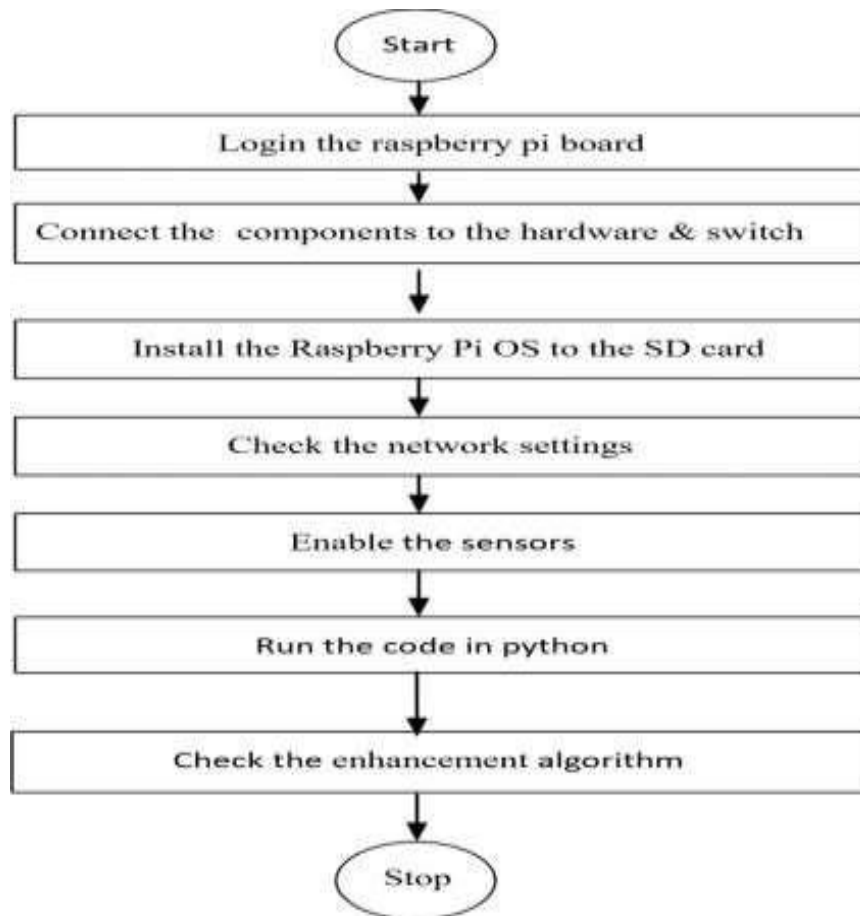 Start
Login the raspberry pi board
Connect the components to the hardware & switch
Install the Raspberry Pi OS to the SD card
Check the network settings
Enable the sensors
Run the code in python
Check the enhancement algorithm
Stop